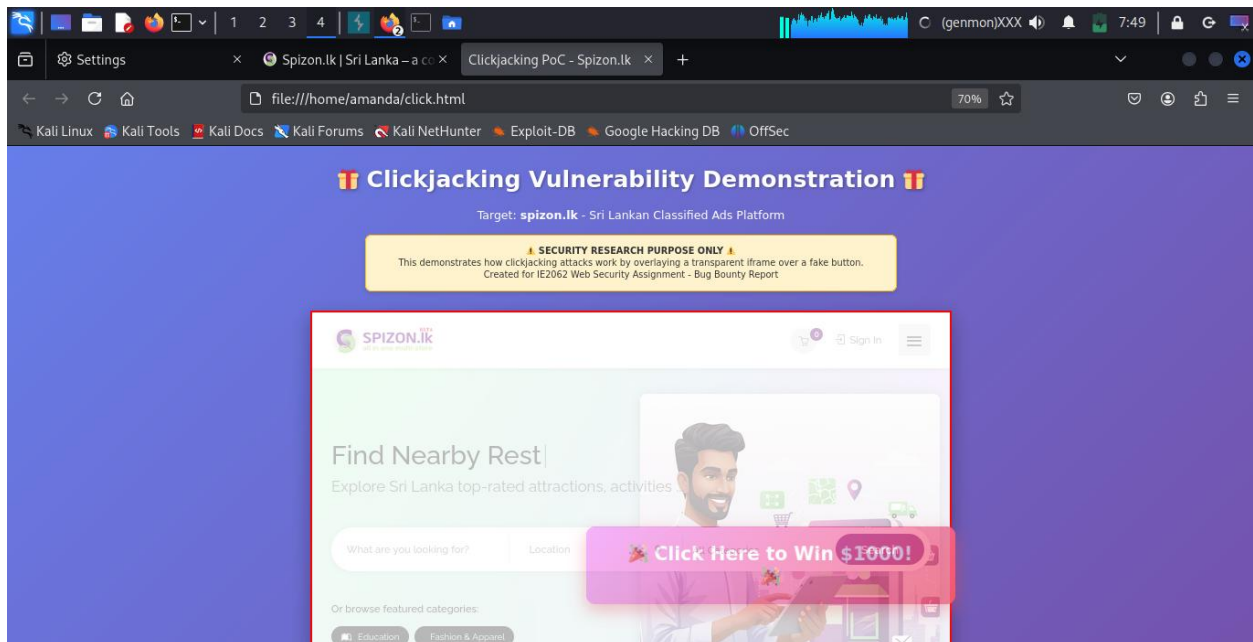 1 2 3 4
2
(genmon)XXX 7:49
Settings × Spizon.lk | Sri Lanka – a co × Clickjacking PoC - Spizon.lk × +
file:///home/amanda/click.html 70%
Kali Linux Kali Tools Kali Docs Kali Forums Kali NetHunter Exploit-DB Google Hacking DB OffSec
Clickjacking Vulnerability Demonstration
Target: spizon.lk - Sri Lankan Classified Ads Platform
SECURITY RESEARCH PURPOSE ONLY
This demonstrates how clickjacking attacks work by overlaying a transparent iframe over a fake button.
Created for IE2062 Web Security Assignment - Bug Bounty Report
SPIZON.lk
0 Sign In
Find Nearby Rest
Explore Sri Lanka top-rated attractions, activities
What are you looking for? Location
Click Here to Win $1000!
Or browse featured categories:
Education Fashion & Apparel